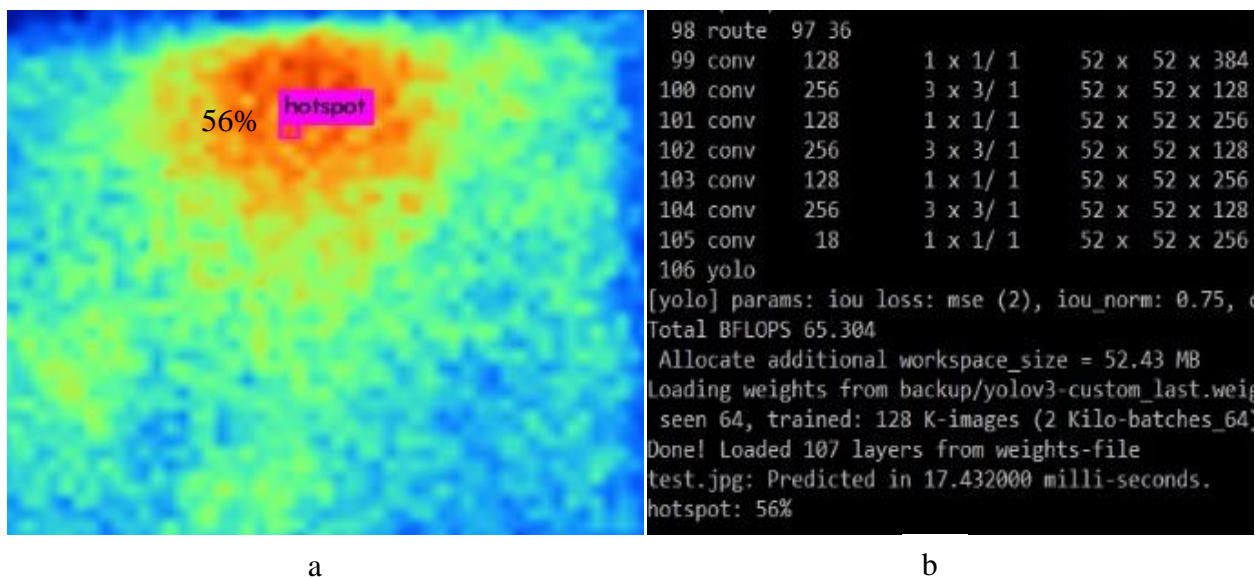 hotspot
56%
98 route 97 36
99 conv 128 1 x 1/ 1 52 x 52 x 384
100 conv 256 3 x 3/ 1 52 x 52 x 128
101 conv 128 1 x 1/ 1 52 x 52 x 256
102 conv 256 3 x 3/ 1 52 x 52 x 128
103 conv 128 1 x 1/ 1 52 x 52 x 256
104 conv 256 3 x 3/ 1 52 x 52 x 128
105 conv 18 1 x 1/ 1 52 x 52 x 256
106 yolo
[yolo] params: iou loss: mse (2), iou_norm: 0.75,
Total BFLOPS 65.304
Allocate additional workspace_size = 52.43 MB
Loading weights from backup/yolov3-custom_last.weig
seen 64, trained: 128 K-images (2 Kilo-batches_64
Done! Loaded 107 layers from weights-file
test.jpg: Predicted in 17.432000 milli-seconds.
hotspot: 56%
a
b